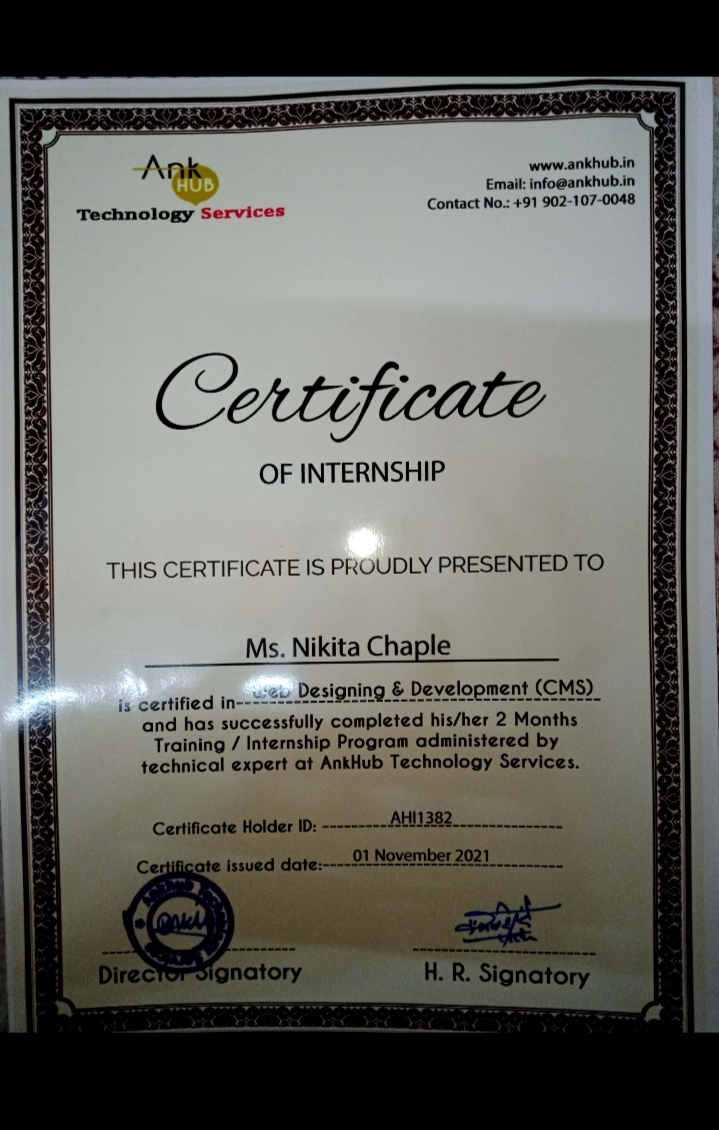 Ank
HUB
Technology Services
www.ankhub.in
Email: info@ankhub.in
Contact No.: +91 902-107-0048
Certificate
OF INTERNSHIP
THIS CERTIFICATE IS PROUDLY PRESENTED TO
Ms. Nikita Chaple
is certified in Web Designing & Development (CMS)
and has successfully completed his/her 2 Months
Training / Internship Program administered by
technical expert at AnkHub Technology Services.
Certificate Holder ID: AHI1382
Certificate issued date: 01 November 2021
Director Signatory
H. R. Signatory